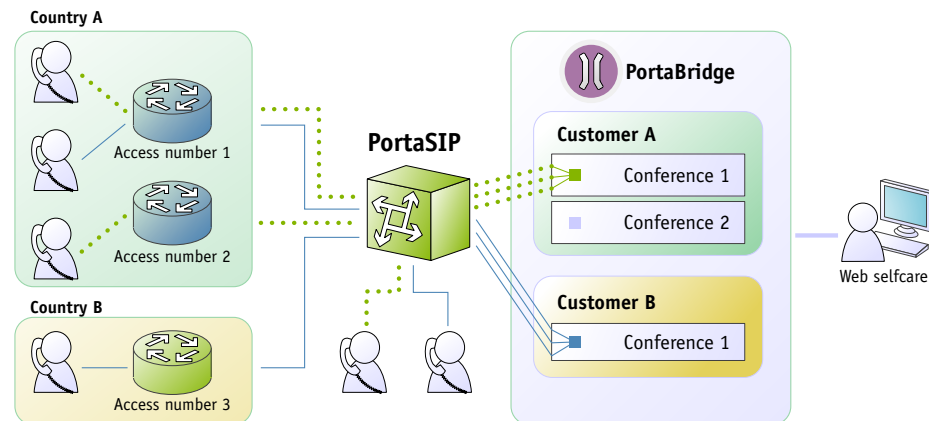 Country A
Access number 1
Access number 2
Country B
Access number 3
PortaSIP
PortaBridge
Customer A
Conference 1
Conference 2
Customer B
Conference 1
Web selfcare